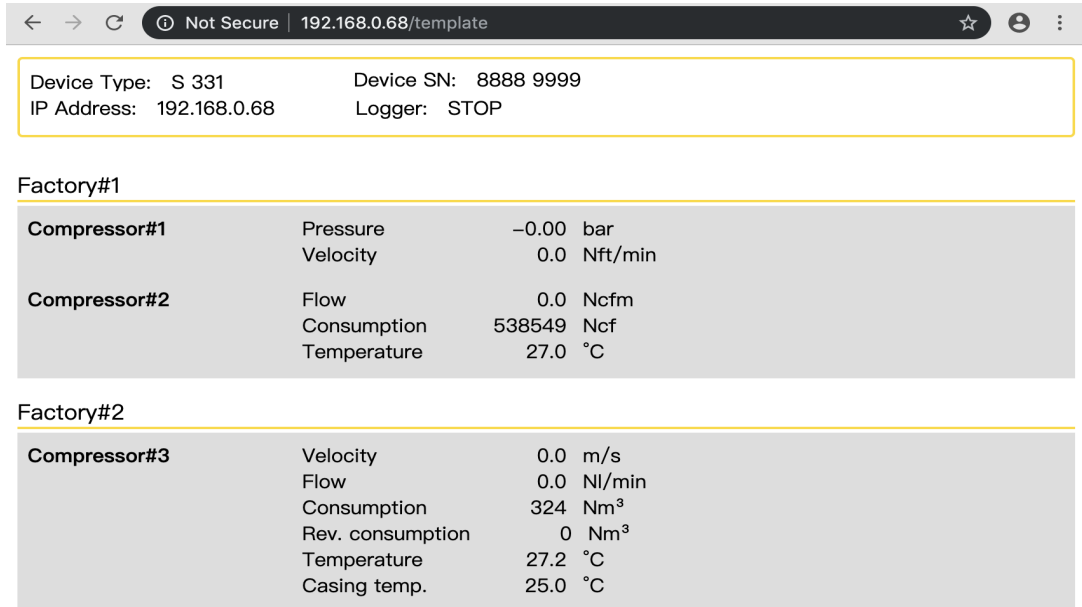 Not Secure | 192.168.0.68/template
Device Type: S 331 Device SN: 8888 9999
IP Address: 192.168.0.68 Logger: STOP
Factory#1
Compressor#1 Pressure −0.00 bar
Velocity 0.0 Nft/min
Compressor#2 Flow 0.0 Ncfm
Consumption 538549 Ncf
Temperature 27.0 °C
Factory#2
Compressor#3 Velocity 0.0 m/s
Flow 0.0 Nl/min
Consumption 324 Nm³
Rev. consumption 0 Nm³
Temperature 27.2 °C
Casing temp. 25.0 °C